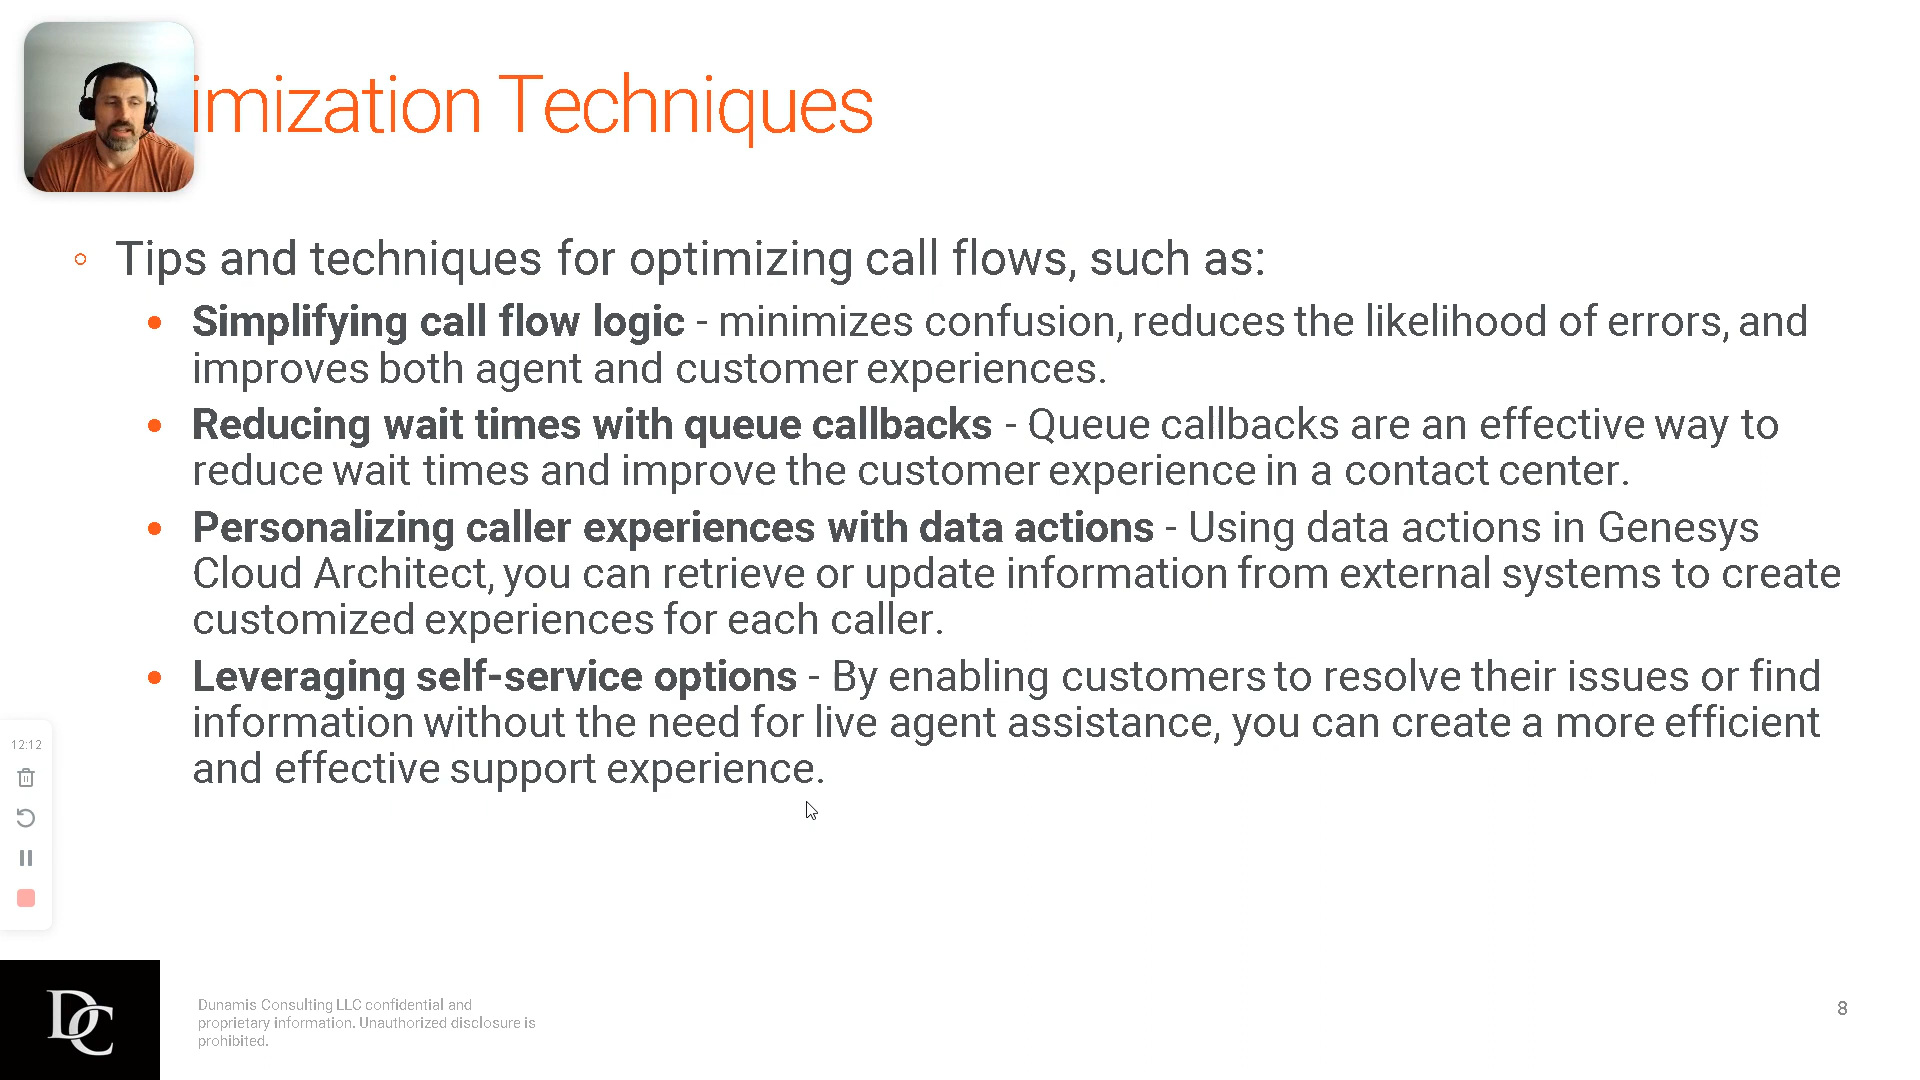 imization Techniques
Tips and techniques for optimizing call flows, such as:
Simplifying call flow logic - minimizes confusion, reduces the likelihood of errors, and
improves both agent and customer experiences.
Reducing wait times with queue callbacks - Queue callbacks are an effective way to
reduce wait times and improve the customer experience in a contact center.
Personalizing caller experiences with data actions - Using data actions in Genesys
Cloud Architect, you can retrieve or update information from external systems to create
customized experiences for each caller.
Leveraging self-service options - By enabling customers to resolve their issues or find
information without the need for live agent assistance, you can create a more efficient
and effective support experience.
12:12
DC
Dunamis Consulting LLC confidential and
proprietary information. Unauthorized disclosure is
prohibited.
8